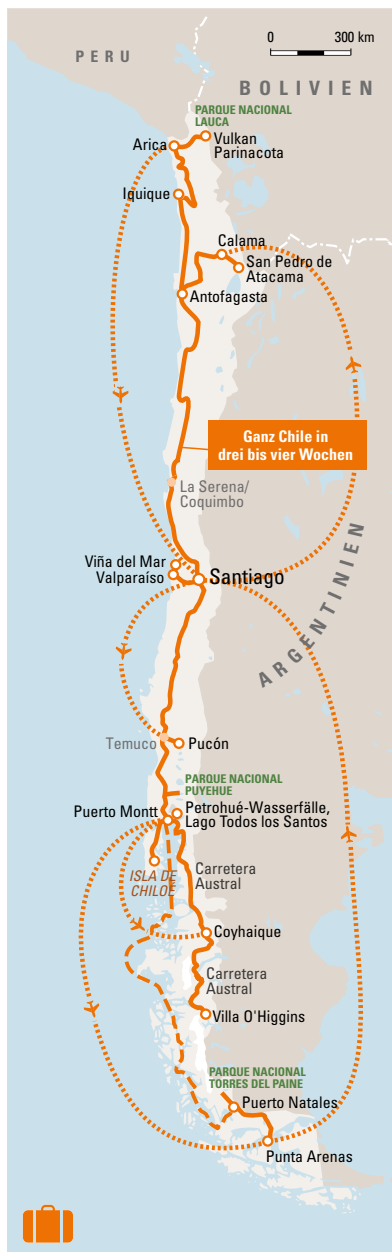 0 300 km
PERU
BOLIVIEN
PARQUE NACIONAL
LAUCA
Arica
Vulkan
Parinacota
Iquique
Calama
San Pedro de
Atacama
Antofagasta
Ganz Chile in
drei bis vier Wochen
La Serena/
Coquimbo
Viña del Mar
Valparaíso
Santiago
ARGENTINIEN
Temuco
Pucón
PARQUE NACIONAL
PUYEHUE
Puerto Montt
Petrohué-Wasserfälle,
Lago Todos los Santos
ISLA DE
CHILOÉ
Carretera
Austral
Coyhaique
Carretera
Austral
Villa O'Higgins
PARQUE NACIONAL
TORRES DEL PAINE
Puerto Natales
Punta Arenas